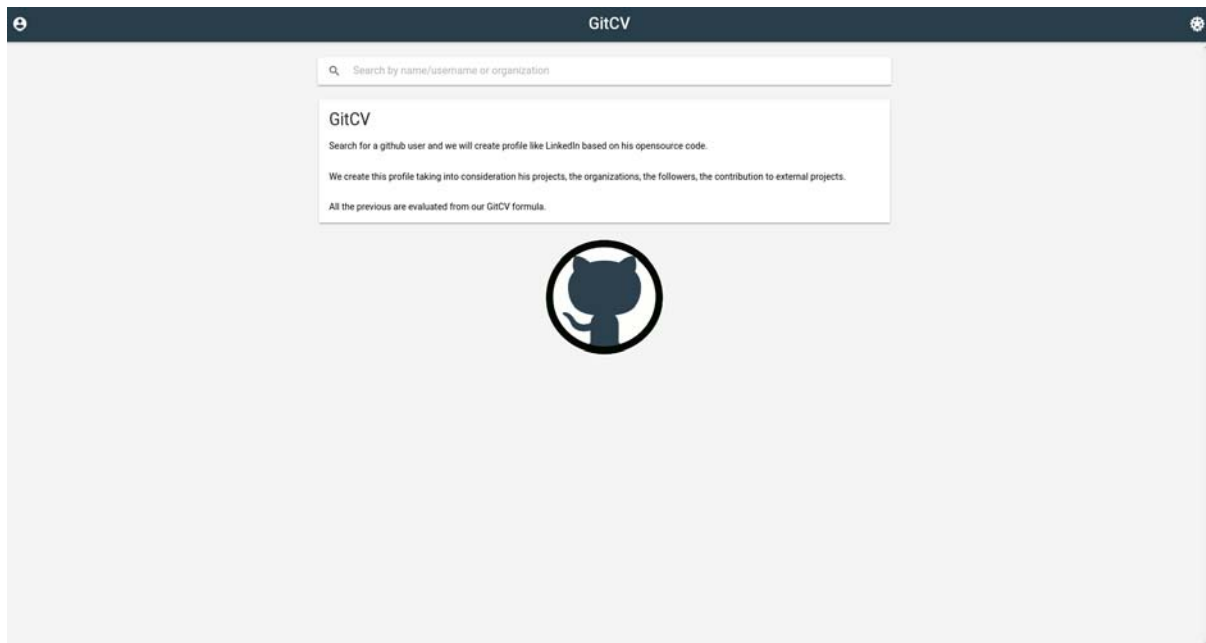 GitCV
Search by name/username or organization
GitCV
Search for a github user and we will create profile like LinkedIn based on his opensource code.
We create this profile taking into consideration his projects, the organizations, the followers, the contribution to external projects.
All the previous are evaluated from our GitCV formula.